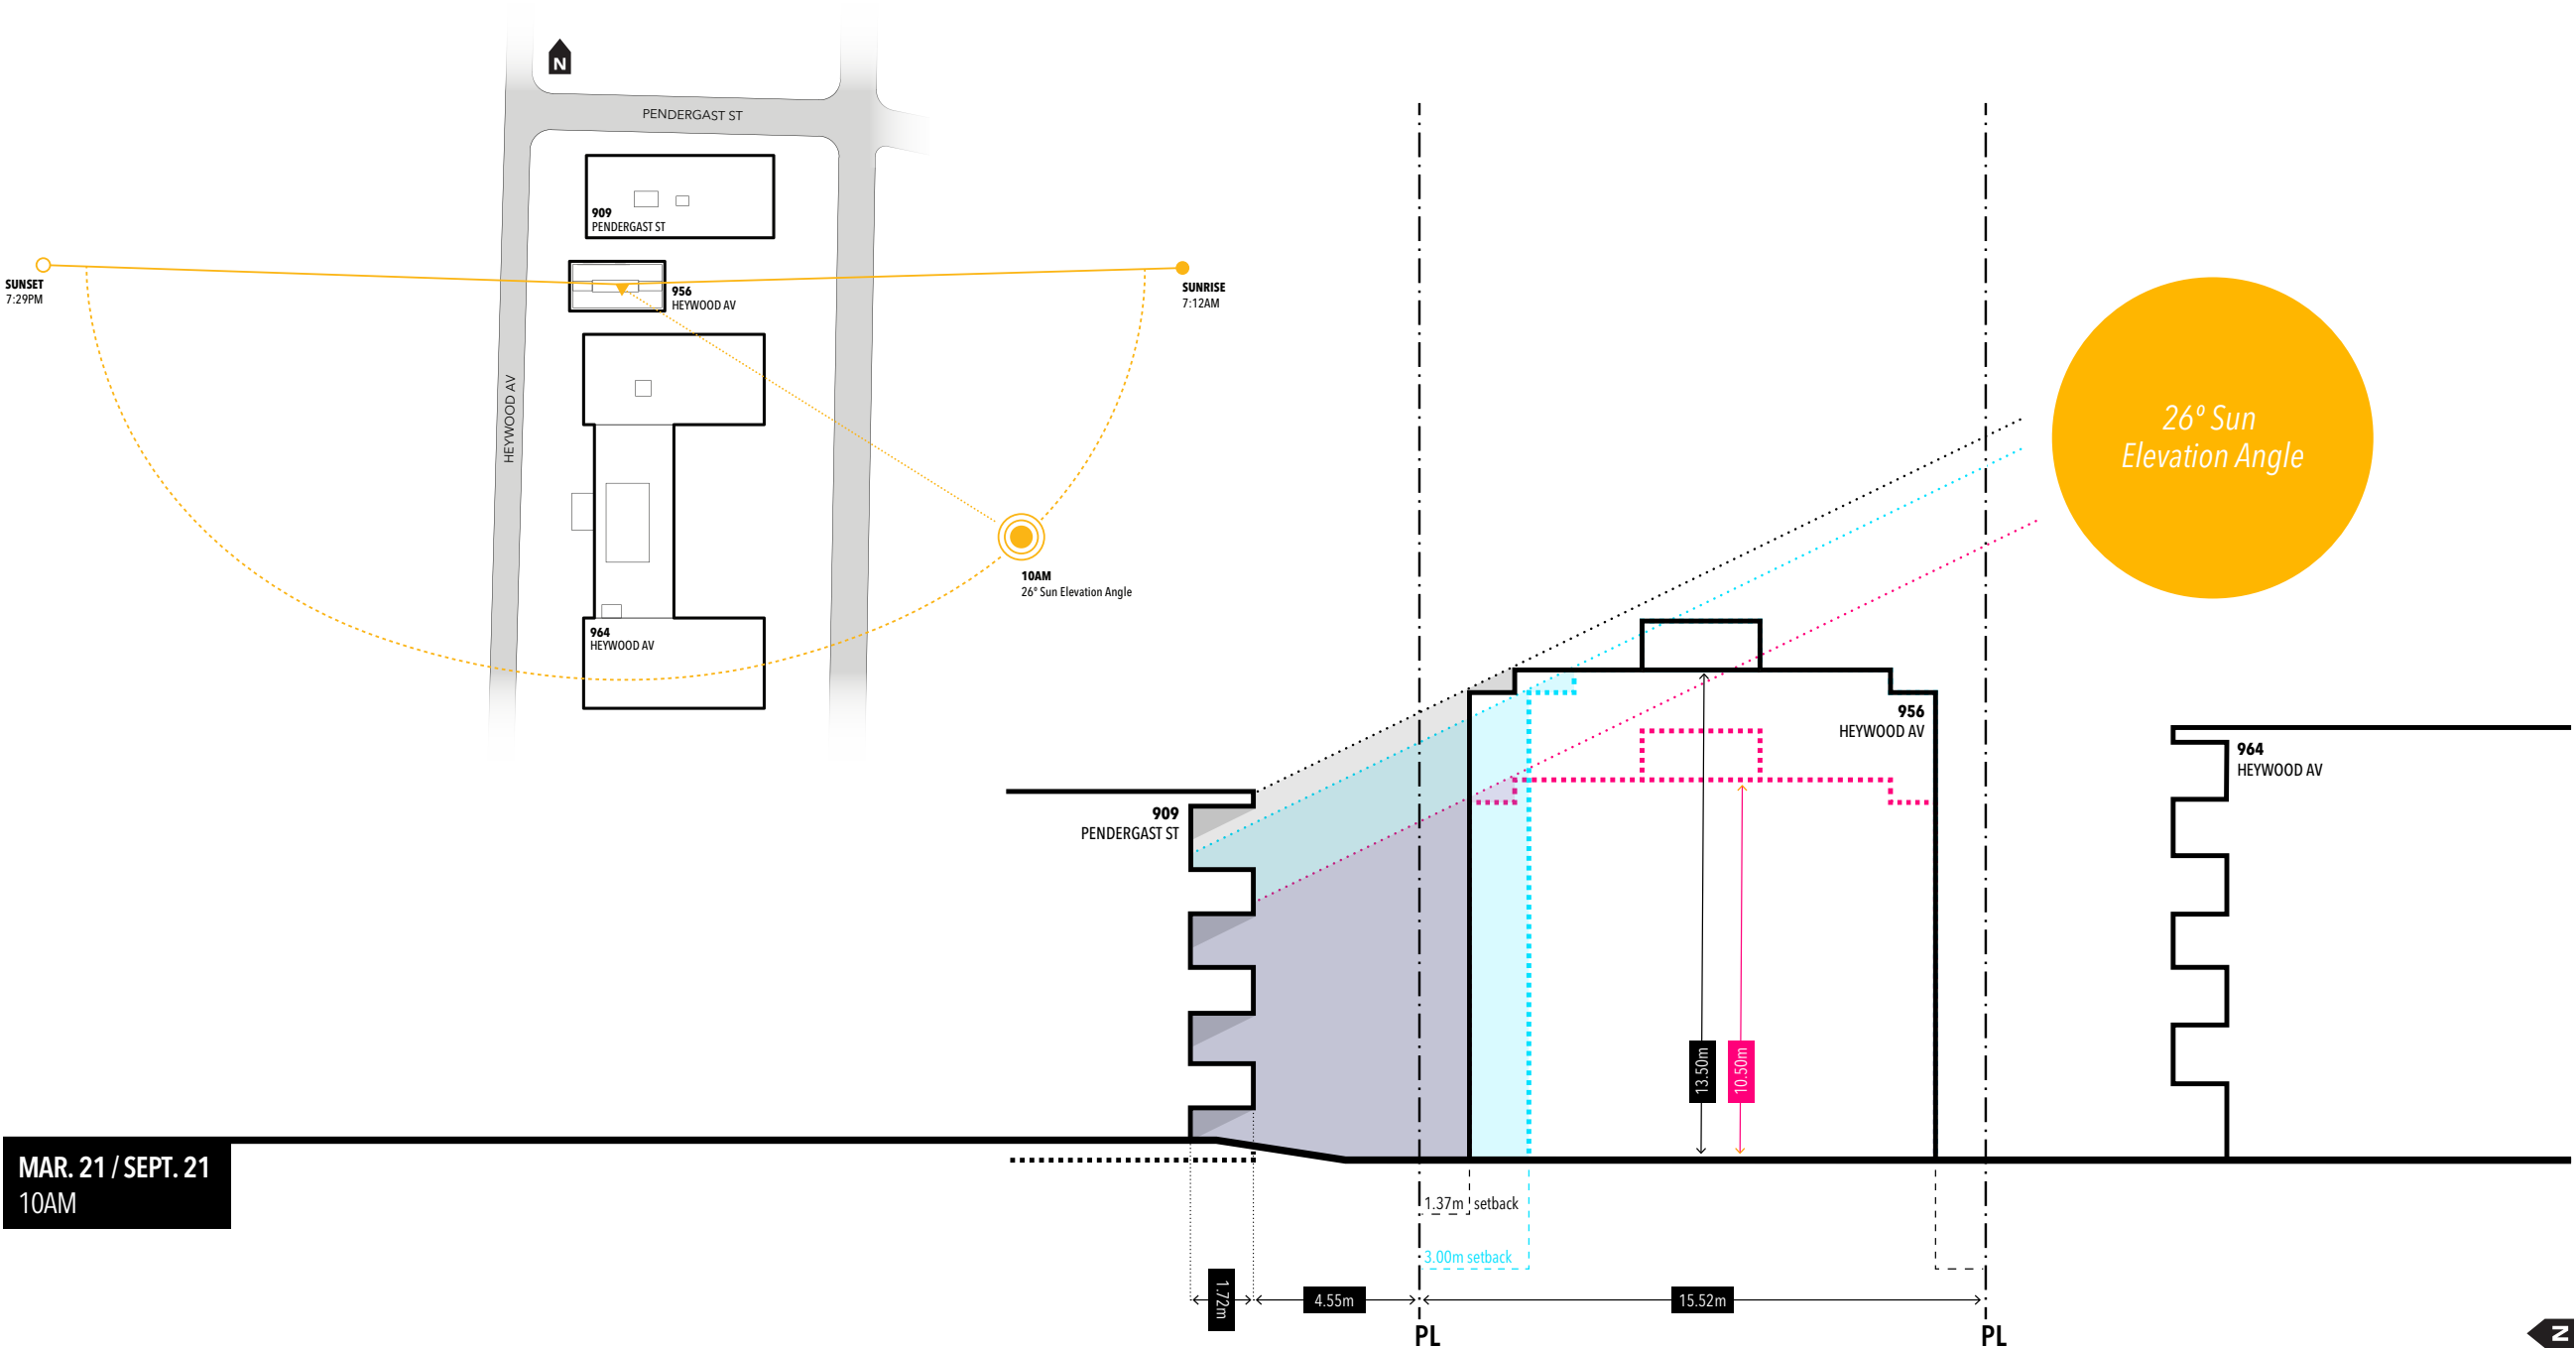 N
PENDERGAST ST
909
PENDERGAST ST
SUNSET
7:29PM
956
HEYWOOD AV
SUNRISE
7:12AM
HEYWOOD AV
10AM
26º Sun Elevation Angle
964
HEYWOOD AV
26º Sun
Elevation Angle
956
HEYWOOD AV
964
HEYWOOD AV
909
PENDERGAST ST
13.50m
10.50m
MAR. 21 / SEPT. 21
10AM
1.37m setback
3.00m setback
1.72m
4.55m
15.52m
PL
PL
N